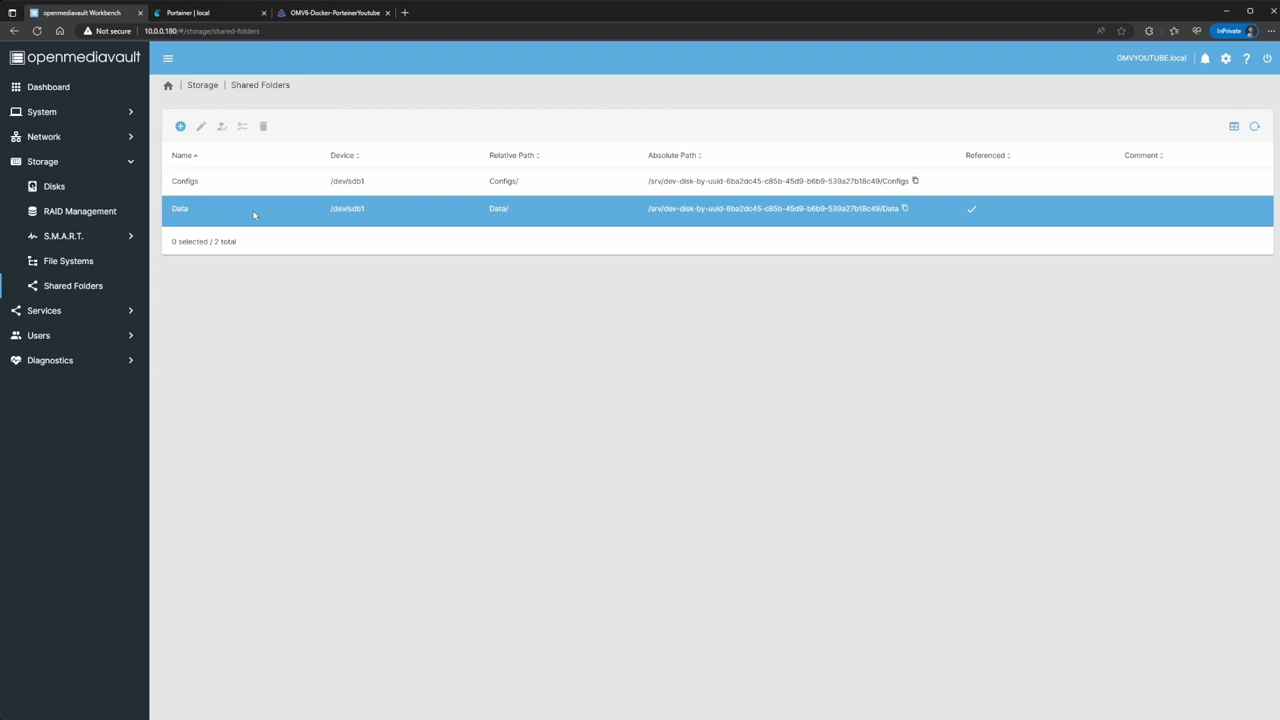 openmediavault Workbench
Portainer | local
OMV6-Docker-PortainerYoutube
Not secure
10.0.0.180/#/storage/shared-folders
InPrivate
openmediavault
OMVYOUTUBE.local
Dashboard
System
Network
Storage
Disks
RAID Management
S.M.A.R.T.
File Systems
Shared Folders
Services
Users
Diagnostics
| Storage | Shared Folders
Name Device Relative Path Absolute Path Referenced Comment
Configs /dev/sdb1 Configs/ /srv/dev-disk-by-uuid-6ba2dc45-c85b-45d9-b6b9-539a27b18c49/Configs
Data /dev/sdb1 Data/ /srv/dev-disk-by-uuid-6ba2dc45-c85b-45d9-b6b9-539a27b18c49/Data
0 selected / 2 total